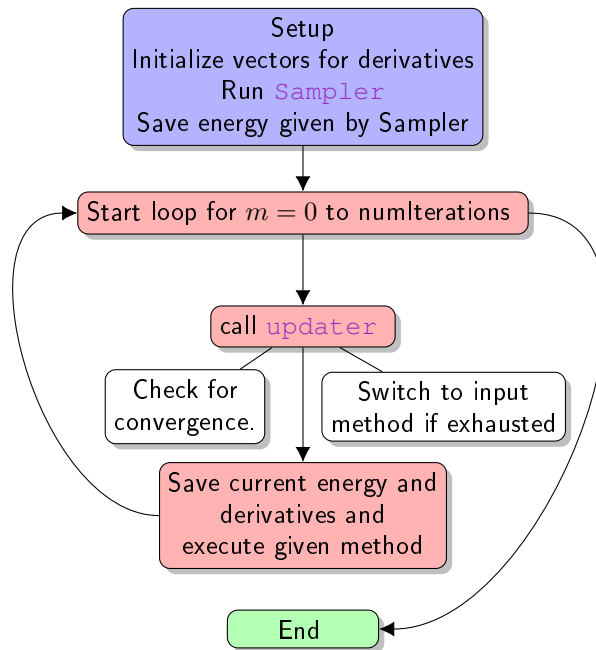 Setup
Initialize vectors for derivatives
Run Sampler
Save energy given by Sampler
Start loop for m = 0 to numIterations
call updater
Check for
convergence.
Switch to input
method if exhausted
Save current energy and
derivatives and
execute given method
End